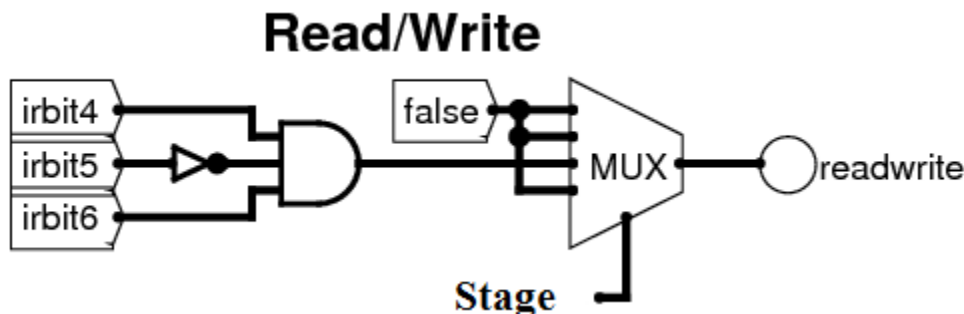 Read/Write
irbit4
irbit5
irbit6
false
MUX
readwrite
Stage